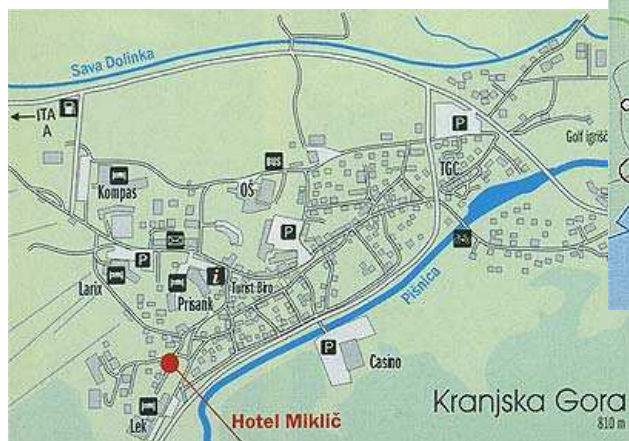 Sava Dolinka
ITA
A
P
Golf igrišč
BUS
TGC
OŠ
Kompas
P
Pišnica
P
i
Larix
Prisank
Turist Biro
P
Casino
Kranjska Gora
810 m
Hotel Miklič
Lek